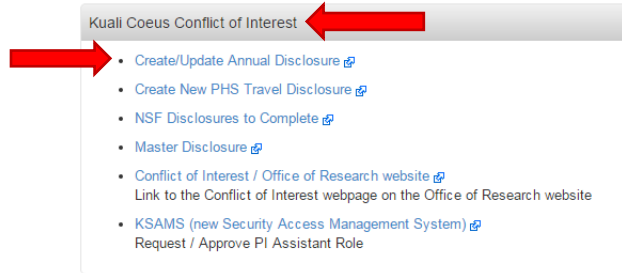 Kuali Coeus Conflict of Interest
Create/Update Annual Disclosure
Create New PHS Travel Disclosure
NSF Disclosures to Complete
Master Disclosure
Conflict of Interest / Office of Research website
Link to the Conflict of Interest webpage on the Office of Research website
KSAMS (new Security Access Management System)
Request / Approve PI Assistant Role